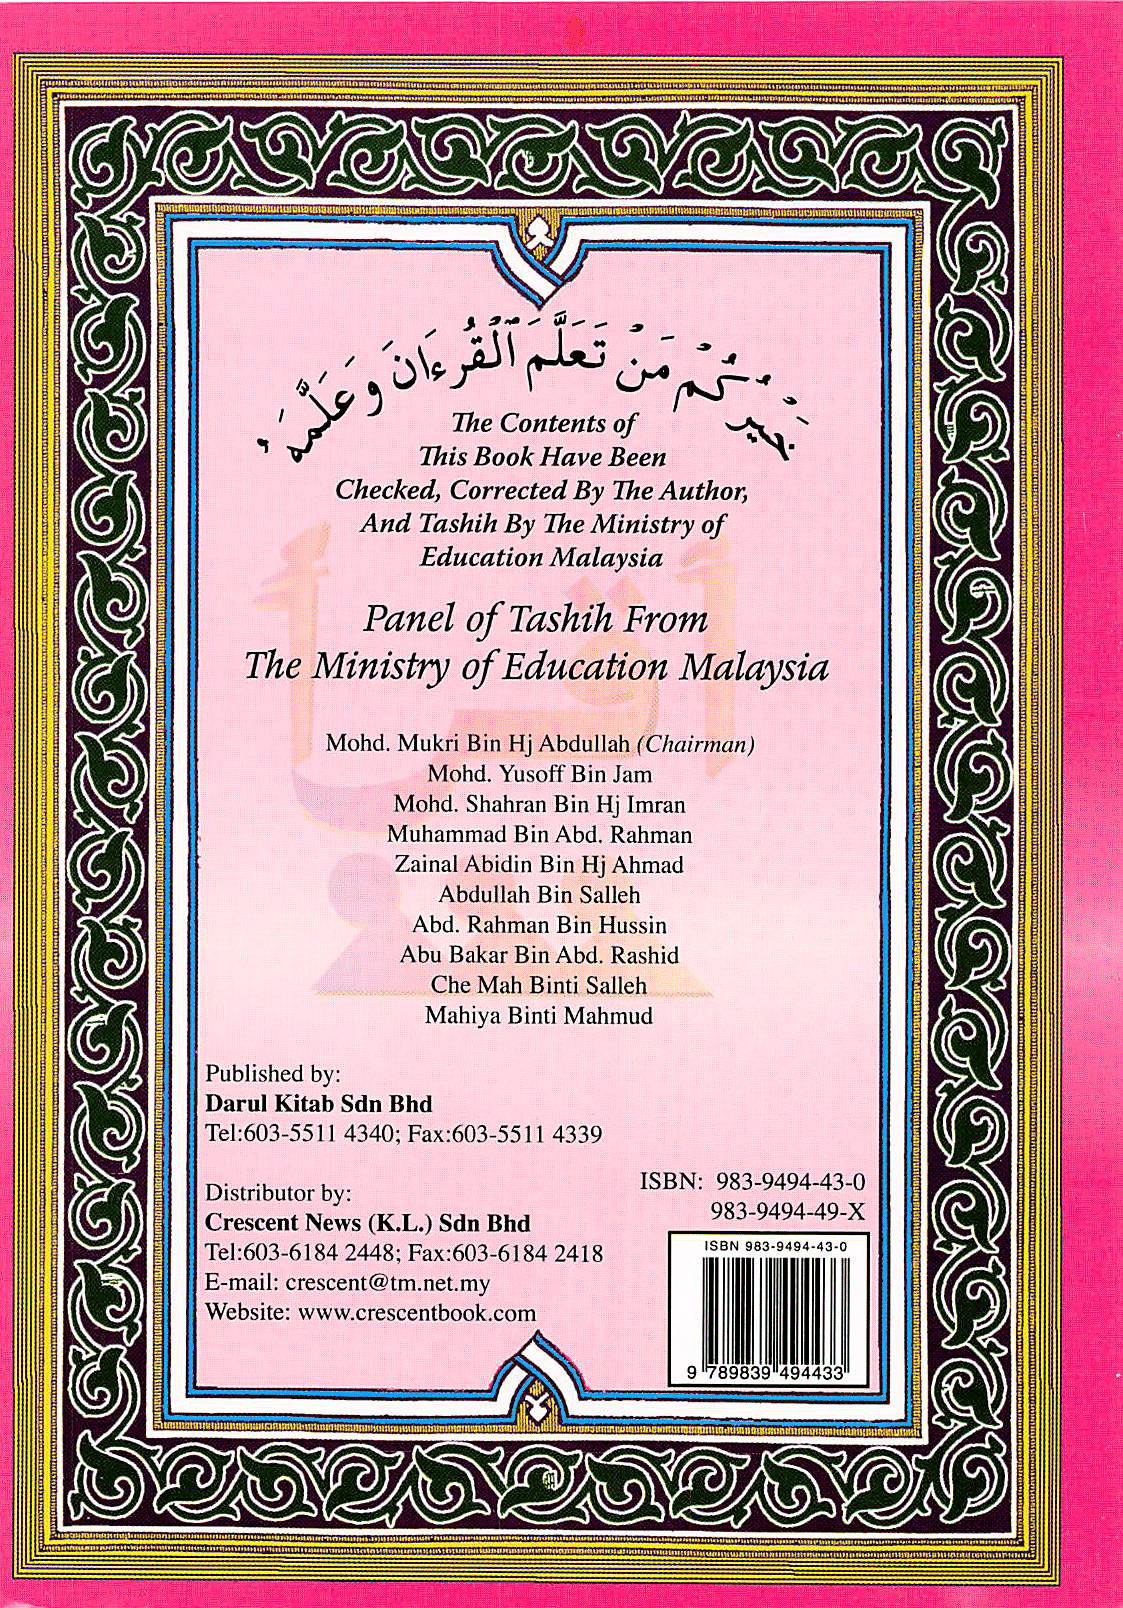 خَيْرُكُم مَنْ تَعَلَّمَ ٱلْقُرْءَانَ وَعَلَّمَهُ
The Contents of
This Book Have Been
Checked, Corrected By The Author,
And Tashih By The Ministry of
Education Malaysia
Panel of Tashih From
The Ministry of Education Malaysia
Mohd. Mukri Bin Hj Abdullah (Chairman)
Mohd. Yusoff Bin Jam
Mohd. Shahran Bin Hj Imran
Muhammad Bin Abd. Rahman
Zainal Abidin Bin Hj Ahmad
Abdullah Bin Salleh
Abd. Rahman Bin Hussin
Abu Bakar Bin Abd. Rashid
Che Mah Binti Salleh
Mahiya Binti Mahmud
Published by:
Darul Kitab Sdn Bhd
Tel:603-5511 4340; Fax:603-5511 4339
Distributor by:
Crescent News (K.L.) Sdn Bhd
Tel:603-6184 2448; Fax:603-6184 2418
E-mail: crescent@tm.net.my
Website: www.crescentbook.com
ISBN: 983-9494-43-0
983-9494-49-X
ISBN 983-9494-43-0
9 789839 494433